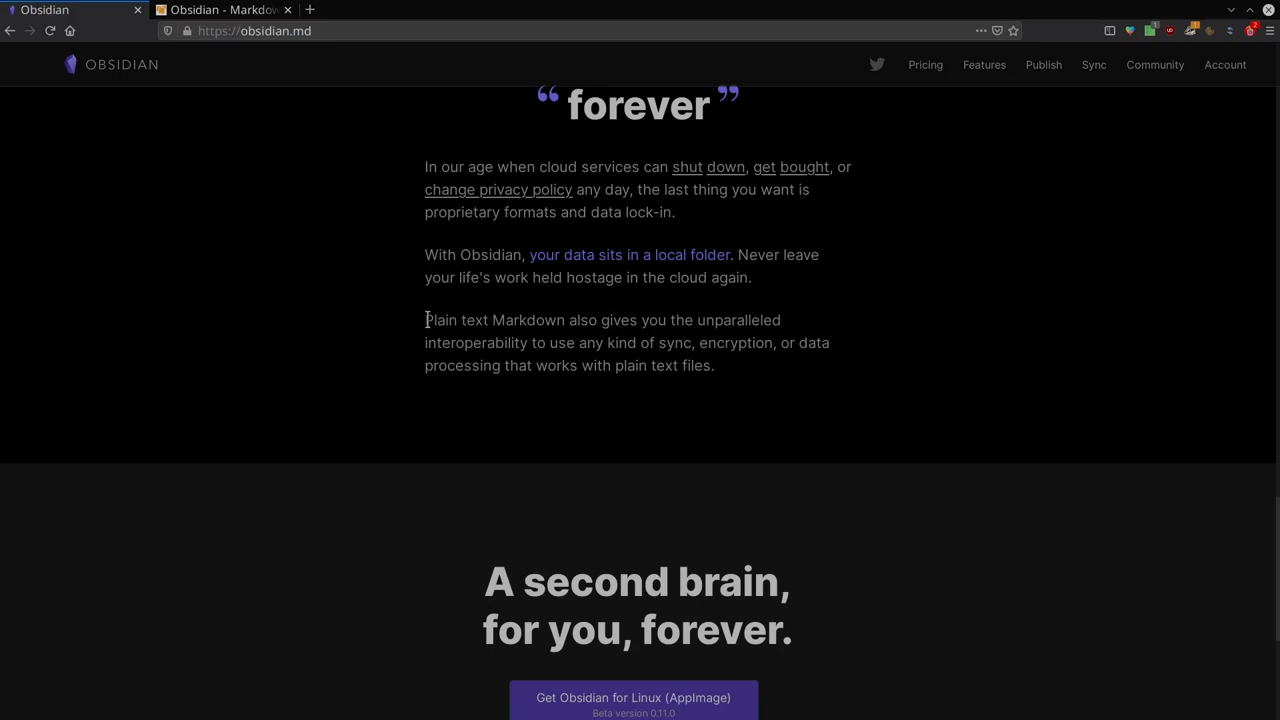 Obsidian
Obsidian - Markdow
https://obsidian.md
1
1
2
OBSIDIAN
Pricing
Features
Publish
Sync
Community
Account
“ forever ”
In our age when cloud services can shut down, get bought, or
change privacy policy any day, the last thing you want is
proprietary formats and data lock-in.
With Obsidian, your data sits in a local folder. Never leave
your life's work held hostage in the cloud again.
Plain text Markdown also gives you the unparalleled
interoperability to use any kind of sync, encryption, or data
processing that works with plain text files.
A second brain,
for you, forever.
Get Obsidian for Linux (AppImage)
Beta version 0.11.0